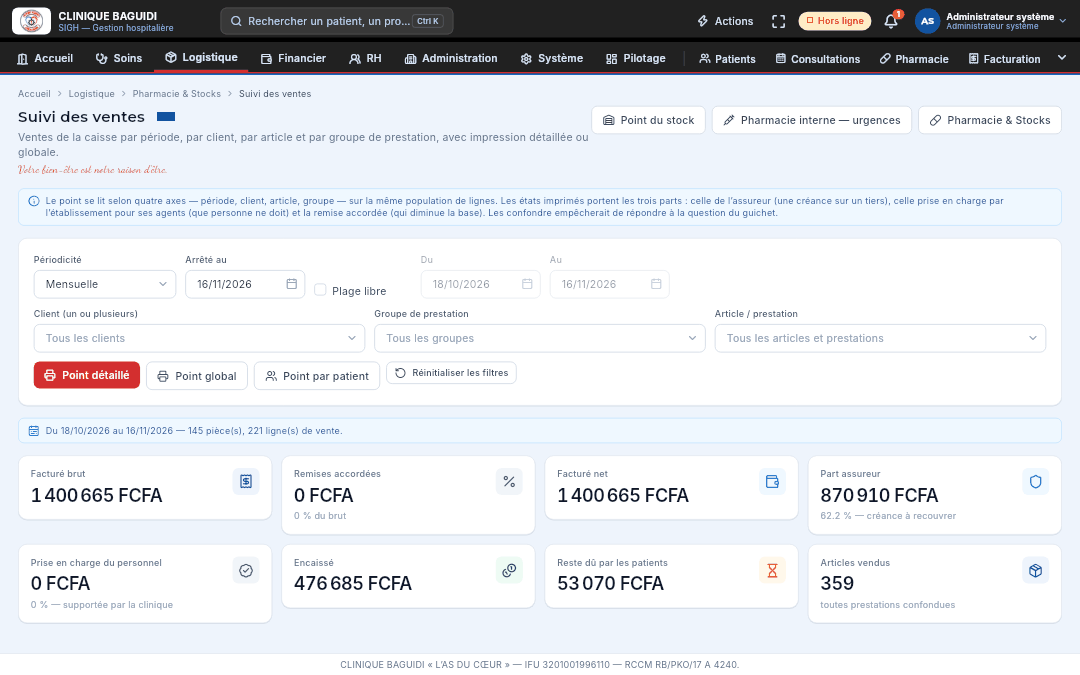 CLINIQUE BAGUIDI
SIGH — Gestion hospitalière
Rechercher un patient, un pro... Ctrl K
Actions
Hors ligne
1
AS
Administrateur système
Administrateur système
Accueil
Soins
Logistique
Financier
RH
Administration
Système
Pilotage
Patients
Consultations
Pharmacie
Facturation
Accueil > Logistique > Pharmacie & Stocks > Suivi des ventes
Suivi des ventes
Ventes de la caisse par période, par client, par article et par groupe de prestation, avec impression détaillée ou
globale.
Votre bien-être est notre raison d'être.
Point du stock
Pharmacie interne — urgences
Pharmacie & Stocks
Le point se lit selon quatre axes — période, client, article, groupe — sur la même population de lignes. Les états imprimés portent les trois parts : celle de l'assureur (une créance sur un tiers), celle prise en charge par
l'établissement pour ses agents (que personne ne doit) et la remise accordée (qui diminue la base). Les confondre empêcherait de répondre à la question du guichet.
Périodicité
Mensuelle
Arrêté au
16/11/2026
Plage libre
Du
18/10/2026
Au
16/11/2026
Client (un ou plusieurs)
Tous les clients
Groupe de prestation
Tous les groupes
Article / prestation
Tous les articles et prestations
Point détaillé
Point global
Point par patient
Réinitialiser les filtres
Du 18/10/2026 au 16/11/2026 — 145 pièce(s), 221 ligne(s) de vente.
Facturé brut
1 400 665 FCFA
Remises accordées
0 FCFA
0 % du brut
Facturé net
1 400 665 FCFA
Part assureur
870 910 FCFA
62.2 % — créance à recouvrer
Prise en charge du personnel
0 FCFA
0 % — supportée par la clinique
Encaissé
476 685 FCFA
Reste dû par les patients
53 070 FCFA
Articles vendus
359
toutes prestations confondues
CLINIQUE BAGUIDI « L'AS DU CŒUR » — IFU 3201001996110 — RCCM RB/PKO/17 A 4240.